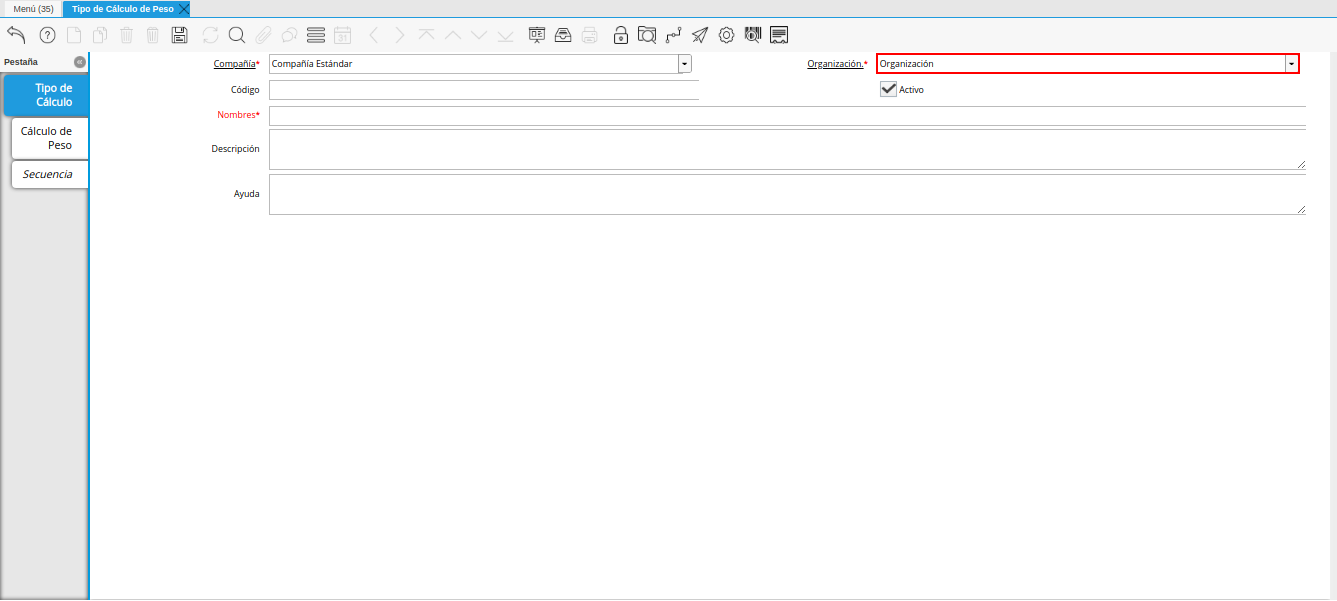 Menú (35)
Tipo de Cálculo de Peso
Pestaña
Tipo de
Cálculo
Cálculo de
Peso
Secuencia
Compañía* Compañía Estándar
Organización.* Organización
Código
Activo
Nombres*
Descripción
Ayuda
31